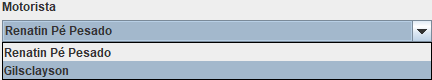 Motorista
Renatin Pé Pesado
Renatin Pé Pesado
Gilsclayson